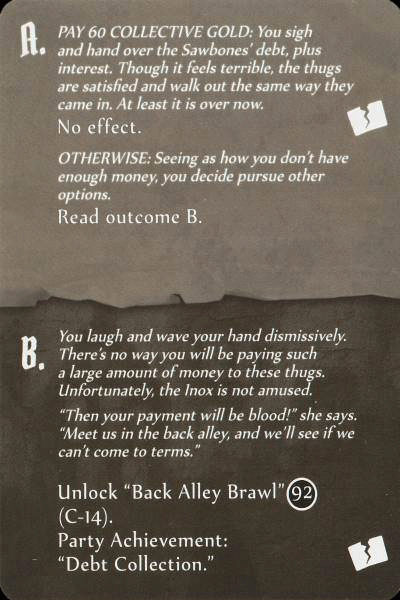 A.
PAY 60 COLLECTIVE GOLD: You sigh
and hand over the Sawbones' debt, plus
interest. Though it feels terrible, the thugs
are satisfied and walk out the same way they
came in. At least it is over now.
No effect.
OTHERWISE: Seeing as how you don't have
enough money, you decide pursue other
options.
Read outcome B.
B.
You laugh and wave your hand dismissively.
There's no way you will be paying such
a large amount of money to these thugs.
Unfortunately, the Inox is not amused.
“Then your payment will be blood!” she says.
“Meet us in the back alley, and we'll see if we
can't come to terms.”
Unlock “Back Alley Brawl” 92
(C-14).
Party Achievement:
“Debt Collection.”